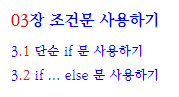 03장 조건문 사용하기
3.1 단순 if 문 사용하기
3.2 if ... else 문 사용하기